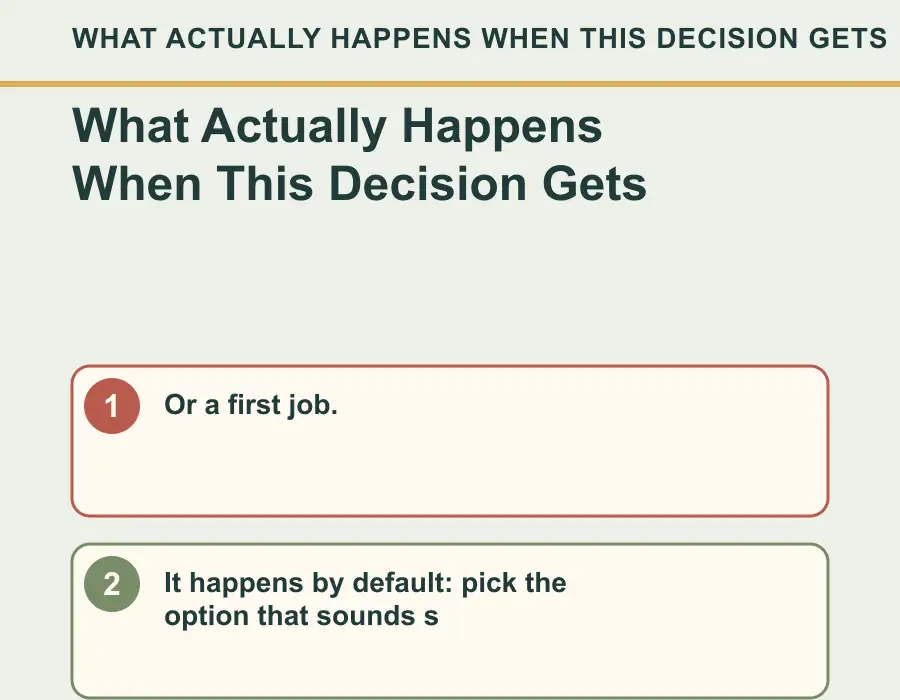 WHAT ACTUALLY HAPPENS WHEN THIS DECISION GETS
What Actually Happens
When This Decision Gets
1
Or a first job.
2
It happens by default: pick the
option that sounds s